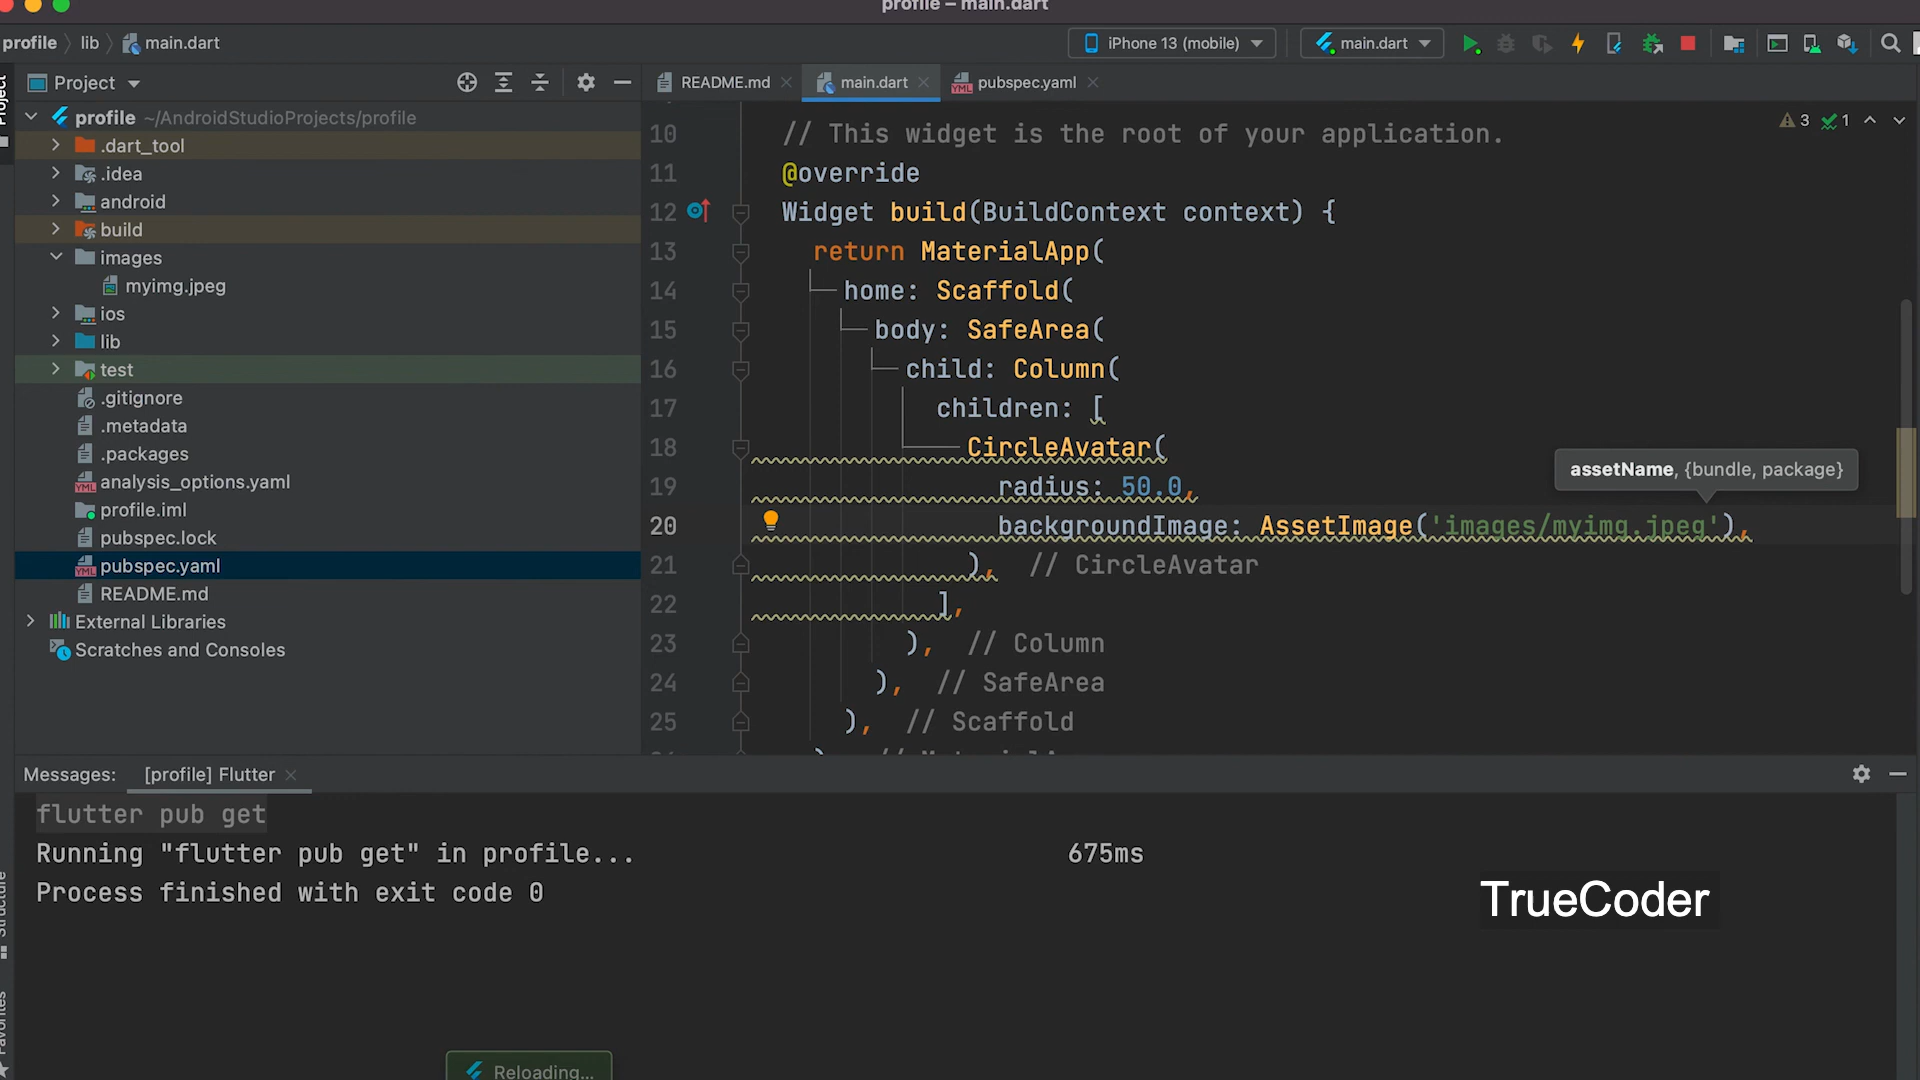 profile – main.dart
profile lib main.dart
iPhone 13 (mobile) main.dart
Project
Project
README.md main.dart pubspec.yaml
profile ~/AndroidStudioProjects/profile
.dart_tool
.idea
android
build
images
myimg.jpeg
ios
lib
test
.gitignore
.metadata
.packages
analysis_options.yaml
profile.iml
pubspec.lock
pubspec.yaml
README.md
External Libraries
Scratches and Consoles
3 1
10 // This widget is the root of your application.
11 @override
12 Widget build(BuildContext context) {
13 return MaterialApp(
14 home: Scaffold(
15 body: SafeArea(
16 child: Column(
17 children: [
18 CircleAvatar(
19 radius: 50.0,
assetName, {bundle, package}
20 backgroundImage: AssetImage('images/myimg.jpeg'),
21 ), // CircleAvatar
22 ],
23 ), // Column
24 ), // SafeArea
25 ), // Scaffold
Messages: [profile] Flutter
flutter pub get
Running "flutter pub get" in profile... 675ms
Process finished with exit code 0
TrueCoder
Structure
Favorites
Reloading...